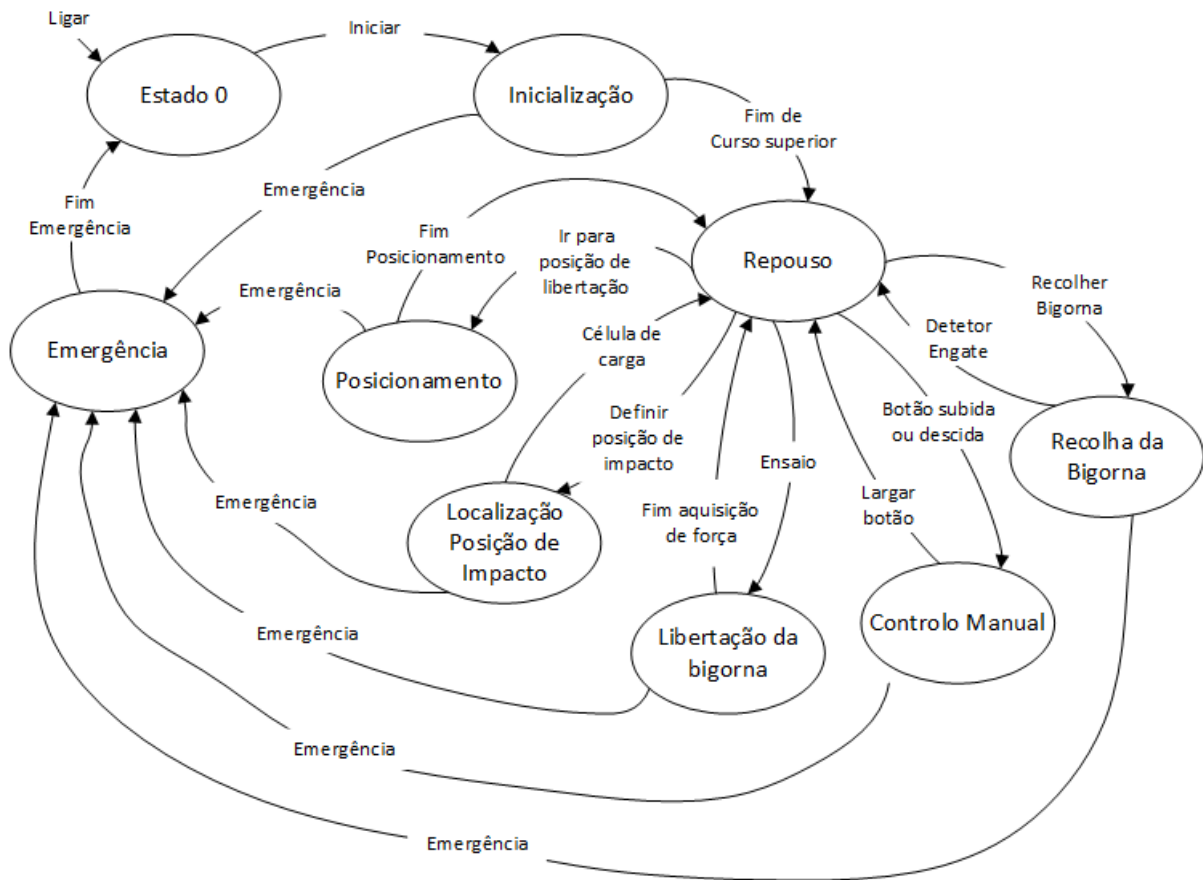 Ligar
Iniciar
Estado 0
Inicialização
Fim de
Curso superior
Emergência
Fim
Emergência
Fim
Posicionamento
Ir para
posição de
libertação
Repouso
Recolher
Bigorna
Emergência
Emergência
Posicionamento
Célula de
carga
Detetor
Engate
Definir
posição de
impacto
Botão subida
ou descida
Recolha da
Bigorna
Ensaio
Emergência
Localização
Posição de
Impacto
Fim aquisição
de força
Largar
botão
Emergência
Libertação da
bigorna
Controlo Manual
Emergência
Emergência